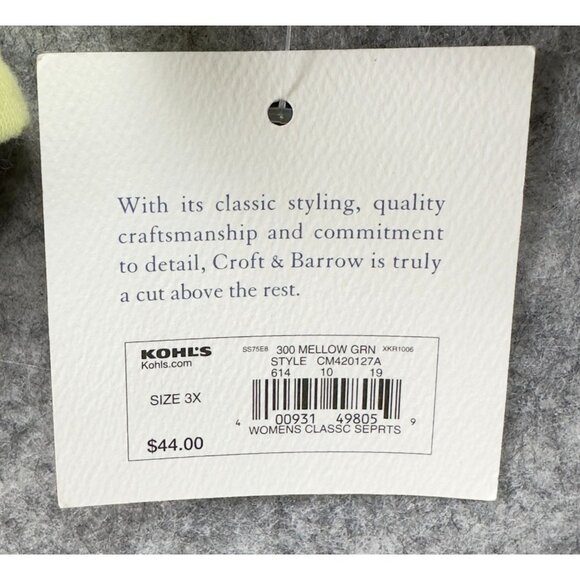 With its classic styling, quality
craftsmanship and commitment
to detail, Croft & Barrow is truly
a cut above the rest.
KOHL'S
Kohls.com
SIZE 3X
$44.00
SS75E8 300 MELLOW GRN XKR1006
STYLE CM420127A
614 10 19
4 00931 49805 9
WOMENS CLASSC SEPRTS